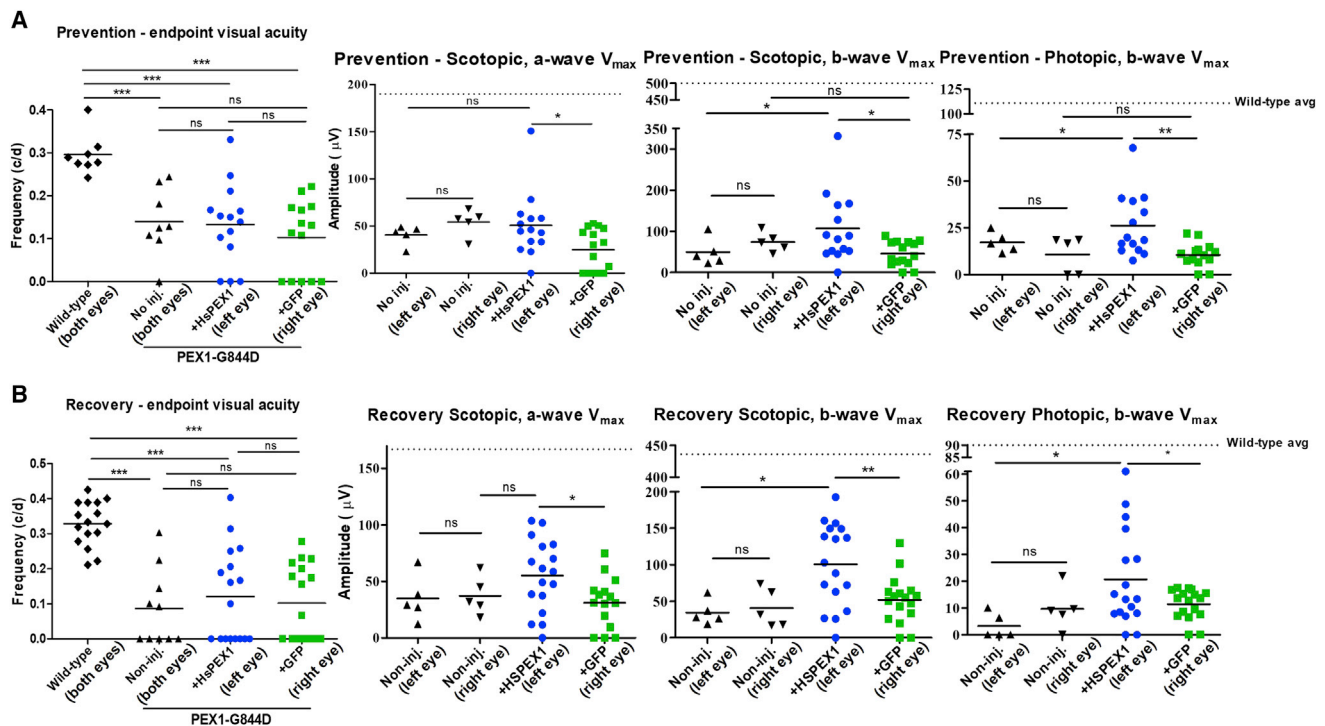 A
Prevention - endpoint visual acuity
***
***
***
ns
ns
ns
Frequency (c/d)
0.4
0.3
0.2
0.1
0.0
Wild-type
(both eyes)
No inj.
(both eyes)
+HsPEX1
(left eye)
+GFP
(right eye)
PEX1-G844D
Prevention - Scotopic, a-wave Vmax
Amplitude ( µV)
200
150
100
50
0
ns
*
ns
No inj.
(left eye)
No inj.
(right eye)
+HsPEX1
(left eye)
+GFP
(right eye)
Prevention - Scotopic, b-wave Vmax
500
450
350
300
200
100
0
ns
*
*
ns
No inj.
(left eye)
No inj.
(right eye)
+HsPEX1
(left eye)
+GFP
(right eye)
Prevention - Photopic, b-wave Vmax
Wild-type avg
100
75
50
25
0
ns
*
**
ns
No inj.
(left eye)
No inj.
(right eye)
+HsPEX1
(left eye)
+GFP
(right eye)
B
Recovery - endpoint visual acuity
***
***
ns
***
ns
ns
Frequency (c/d)
0.5
0.4
0.3
0.2
0.1
0.0
Wild-type
(both eyes)
Non-inj.
(both eyes)
+HsPEX1
(left eye)
+GFP
(right eye)
PEX1-G844D
Recovery Scotopic, a-wave Vmax
Amplitude ( µV)
150
100
50
0
ns
*
ns
Non-inj.
(left eye)
Non-inj.
(right eye)
+HSPEX1
(left eye)
+GFP
(right eye)
Recovery Scotopic, b-wave Vmax
450
400
350
200
150
100
50
0
*
**
ns
Non-inj.
(left eye)
Non-inj.
(right eye)
+HSPEX1
(left eye)
+GFP
(right eye)
Recovery Photopic, b-wave Vmax
Wild-type avg
90
85
60
50
40
30
20
10
0
*
*
ns
Non-inj.
(left eye)
Non-inj.
(right eye)
+HSPEX1
(left eye)
+GFP
(right eye)